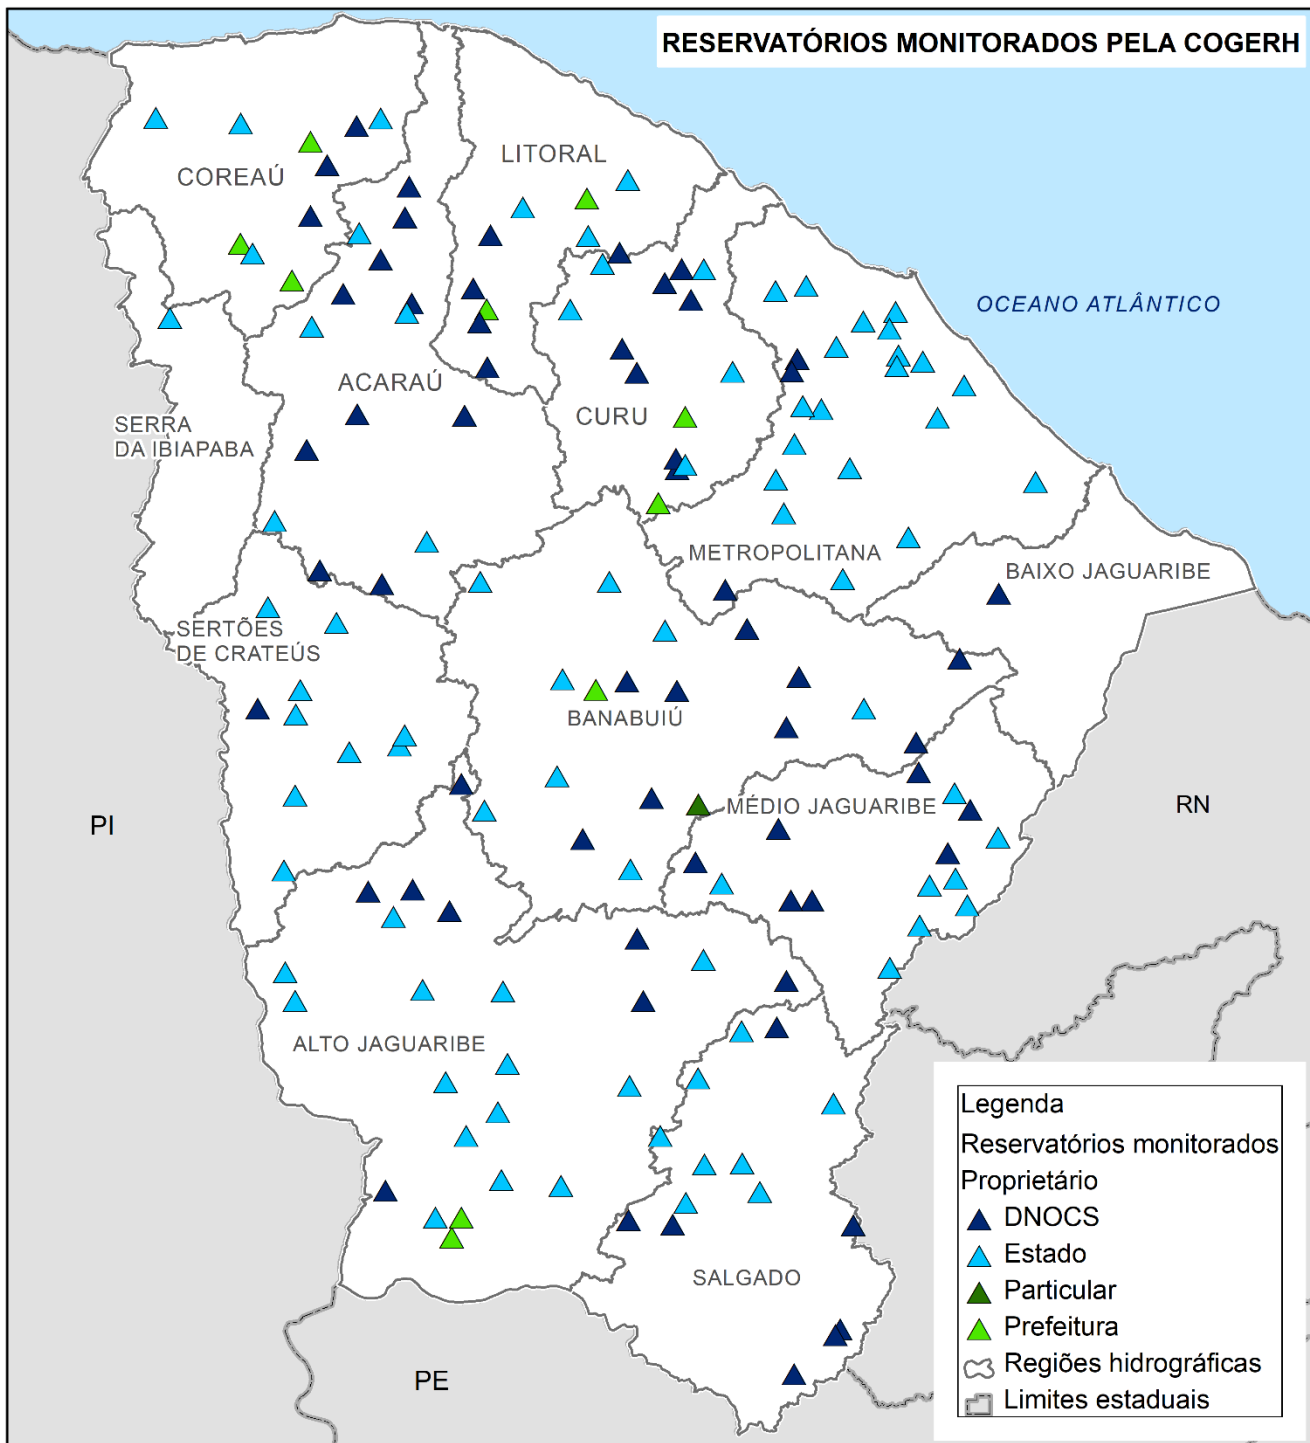 RESERVATÓRIOS MONITORADOS PELA COGERH
LITORAL
COREAÚ
OCEANO ATLÂNTICO
ACARAÚ
CURU
SERRA
DA IBIAPABA
METROPOLITANA
BAIXO JAGUARIBE
SERTÕES
DE CRATEÚS
BANABUIÚ
MÉDIO JAGUARIBE
RN
PI
ALTO JAGUARIBE
SALGADO
PE
Legenda
Reservatórios monitorados
Proprietário
DNOCS
Estado
Particular
Prefeitura
Regiões hidrográficas
Limites estaduais